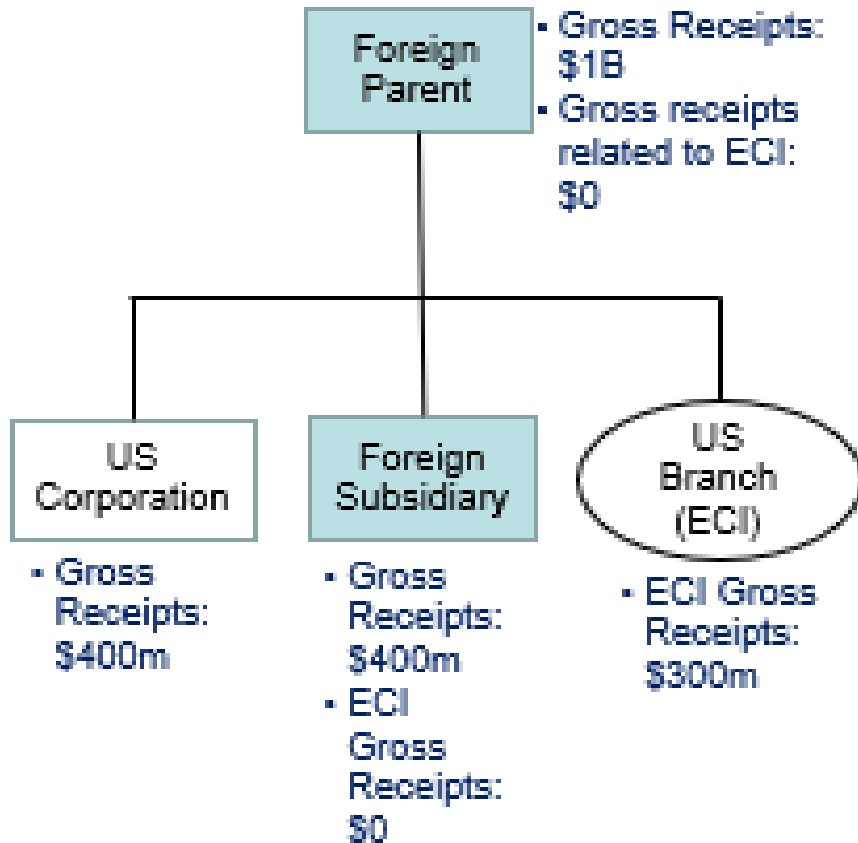 Foreign
Parent
▪ Gross Receipts:
$1B
▪ Gross receipts
related to ECI:
$0
US
Corporation
▪ Gross
Receipts:
$400m
Foreign
Subsidiary
▪ Gross
Receipts:
$400m
▪ ECI
Gross
Receipts:
$0
US
Branch
(ECI)
▪ ECI Gross
Receipts:
$300m